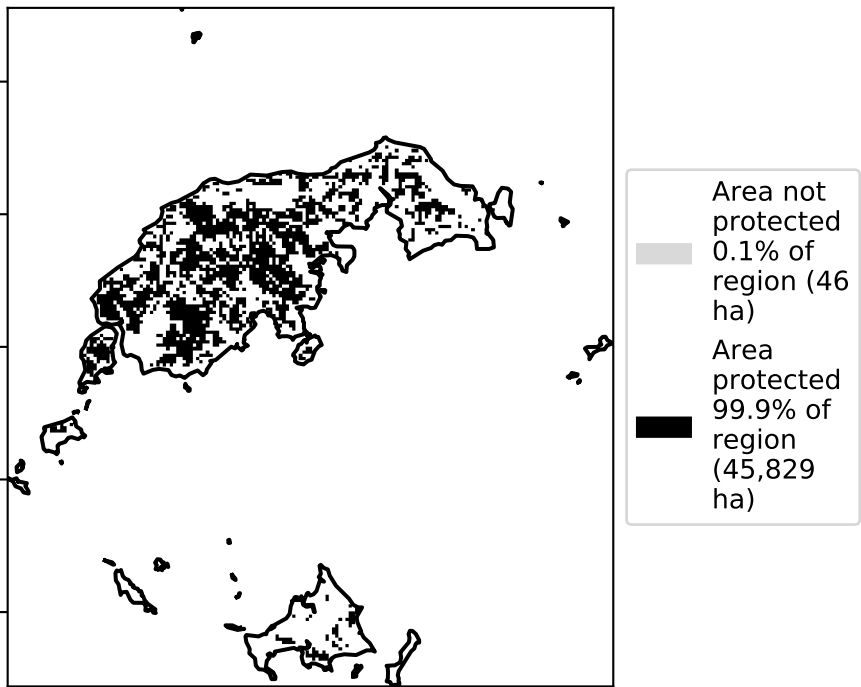 Area not
protected
0.1% of
region (46
ha)
Area
protected
99.9% of
region
(45,829
ha)